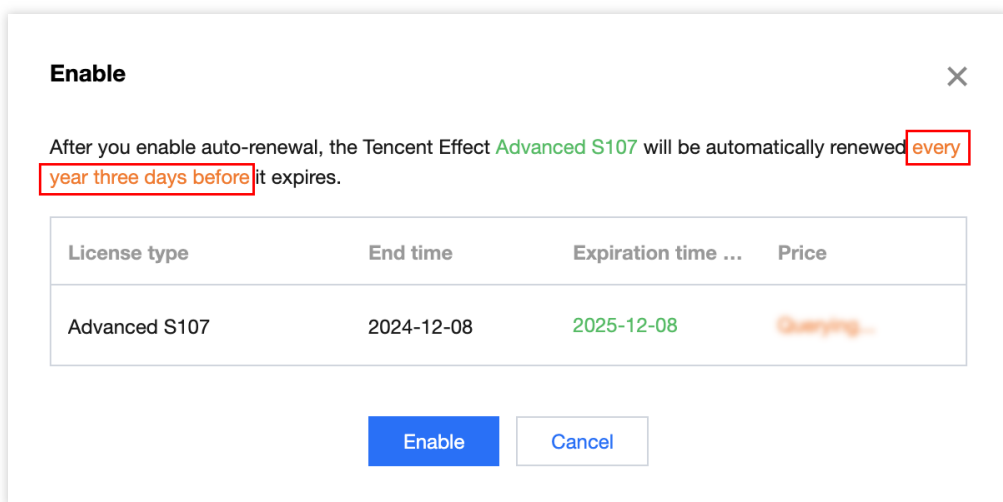 Enable
After you enable auto-renewal, the Tencent Effect Advanced S107 will be automatically renewed every
year three days before it expires.
License type End time Expiration time ... Price
Advanced S107 2024-12-08 2025-12-08 Querying...
Enable Cancel